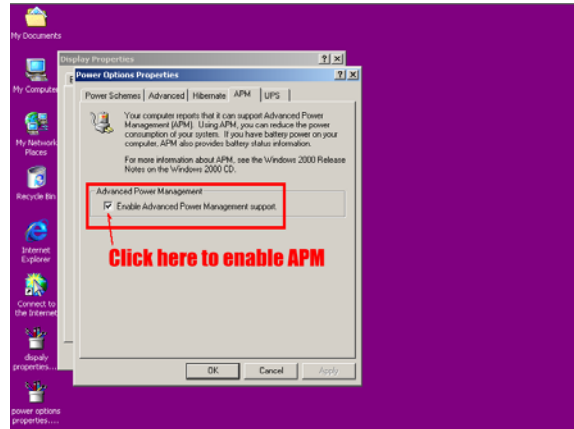 My Documents
Display Properties
Power Options Properties
My Computer
Power Schemes
Advanced
Hibernate
APM
UPS
Your computer reports that it can support Advanced Power
Management (APM). Using APM, you can reduce the power
consumption of your system. If you have battery power on your
computer, APM also provides battery status information.
For more information about APM, see the Windows 2000 Release
Notes on the Windows 2000 CD.
My Network
Places
Advanced Power Management
Enable Advanced Power Management support.
Recycle Bin
Click here to enable APM
Internet
Explorer
Connect to
the Internet
dispaly
properties...
OK
Cancel
Apply
power options
properties....